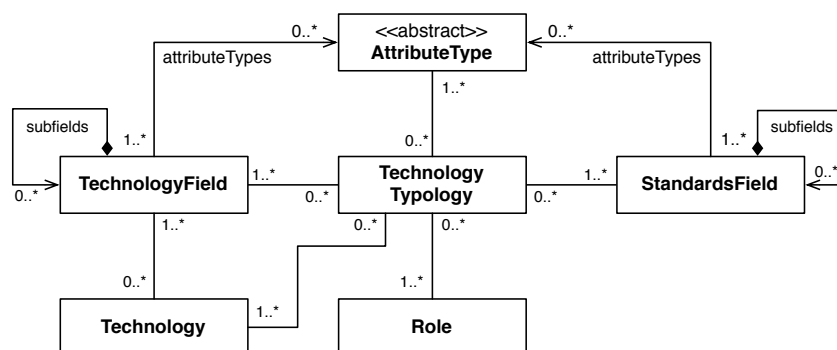 <<abstract>>
AttributeType
0..*
0..*
attributeTypes
attributeTypes
1..*
subfields
subfields
1..*
0..*
1..*
0..*
TechnologyField
1..*
0..*
Technology
Typology
1..*
0..*
StandardsField
0..*
1..*
0..*
0..*
0..*
1..*
1..*
Technology
Role